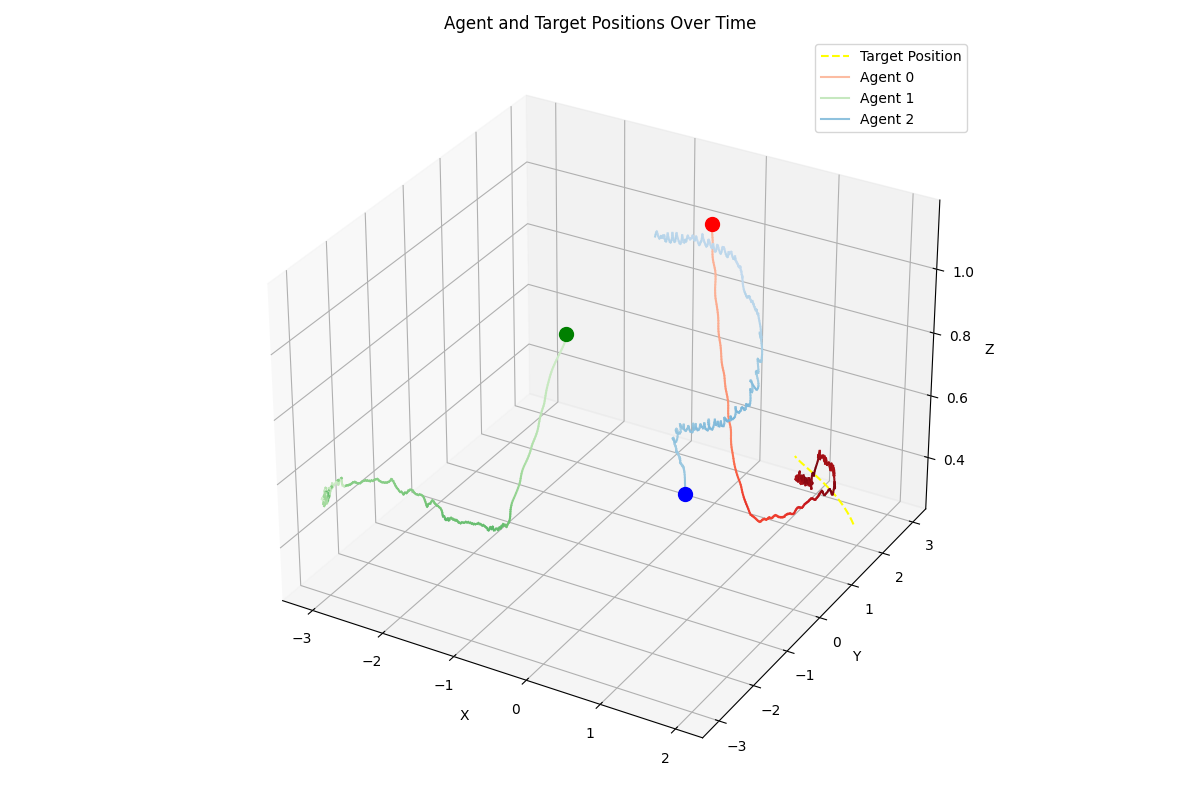 Agent and Target Positions Over Time
Target Position
Agent 0
Agent 1
Agent 2
1.0
0.8
0.6
0.4
Z
3
2
1
0
−1
−2
−3
Y
−3
−2
−1
0
1
2
X